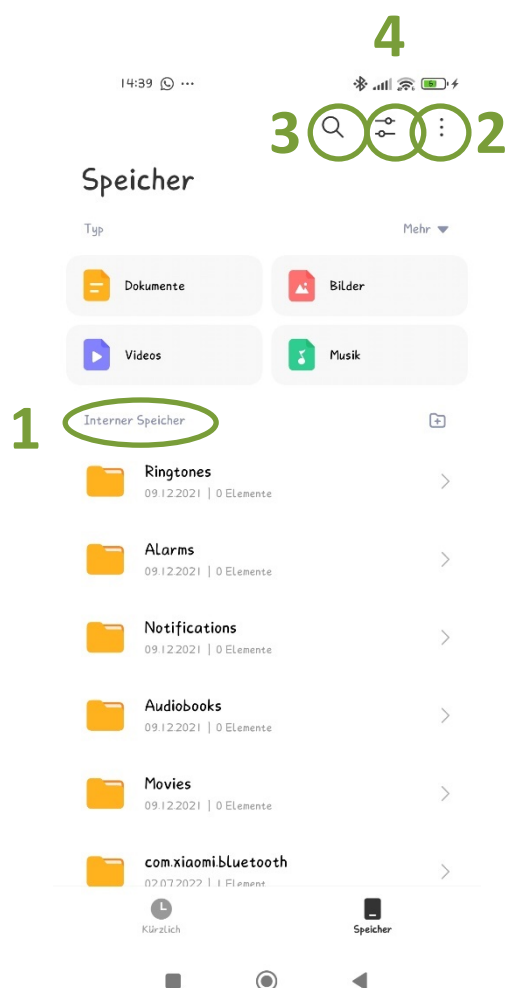 4
14:39
3
2
Speicher
Typ Mehr
Dokumente Bilder
Videos Musik
1 Interner Speicher
Ringtones
09.12.2021 | 0 Elemente
Alarms
09.12.2021 | 0 Elemente
Notifications
09.12.2021 | 0 Elemente
Audiobooks
09.12.2021 | 0 Elemente
Movies
09.12.2021 | 0 Elemente
com.xiaomi.bluetooth
02.07.2022 | 1 Element
Kürzlich Speicher